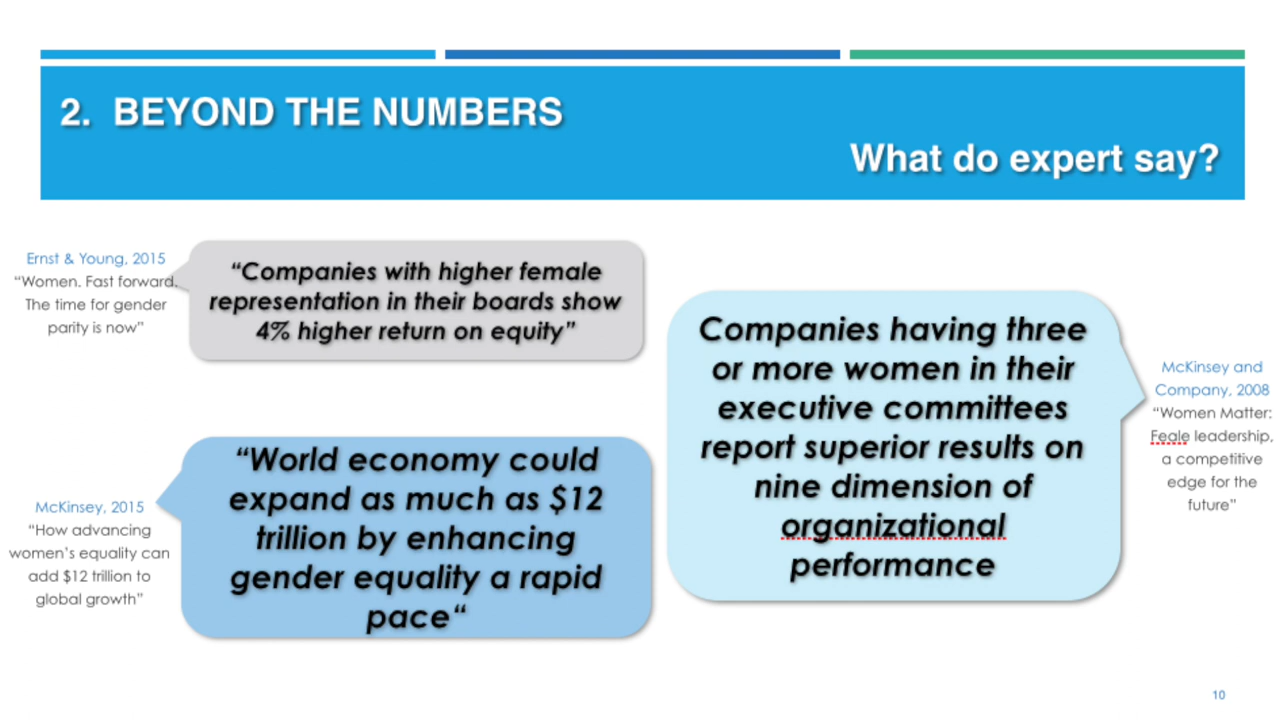 2. BEYOND THE NUMBERS
What do expert say?
Ernst & Young, 2015
“Women. Fast forward.
The time for gender
parity is now”
“Companies with higher female
representation in their boards show
4% higher return on equity”
McKinsey, 2015
“How advancing
women’s equality can
add $12 trillion to
global growth”
“World economy could
expand as much as $12
trillion by enhancing
gender equality a rapid
pace“
Companies having three
or more women in their
executive committees
report superior results on
nine dimension of
organizational
performance
McKinsey and
Company, 2008
“Women Matter:
Feale leadership,
a competitive
edge for the
future”
10